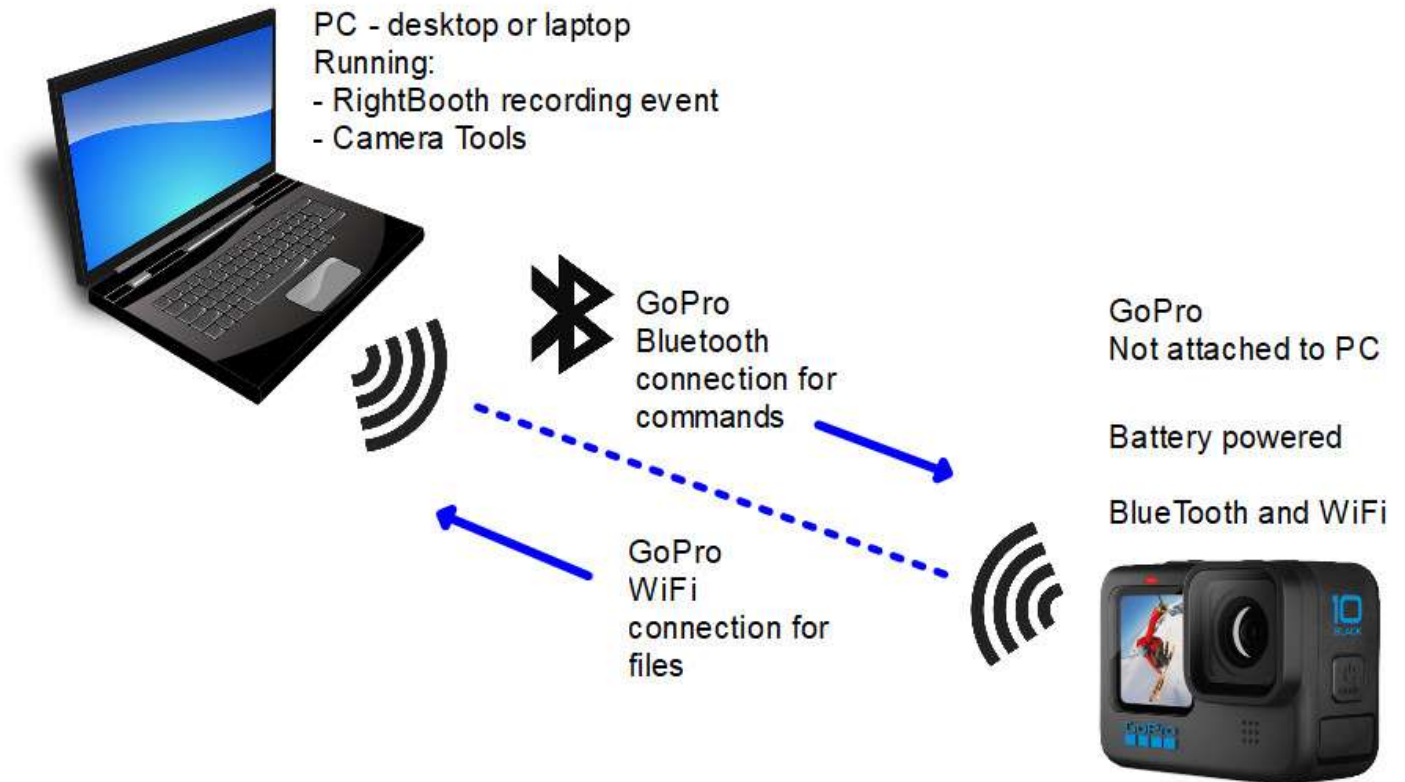 PC - desktop or laptop
Running:
- RightBooth recording event
- Camera Tools
GoPro
Bluetooth
connection for
commands
GoPro
Not attached to PC
Battery powered
BlueTooth and WiFi
GoPro
WiFi
connection for
files
10
BLACK
GoPro